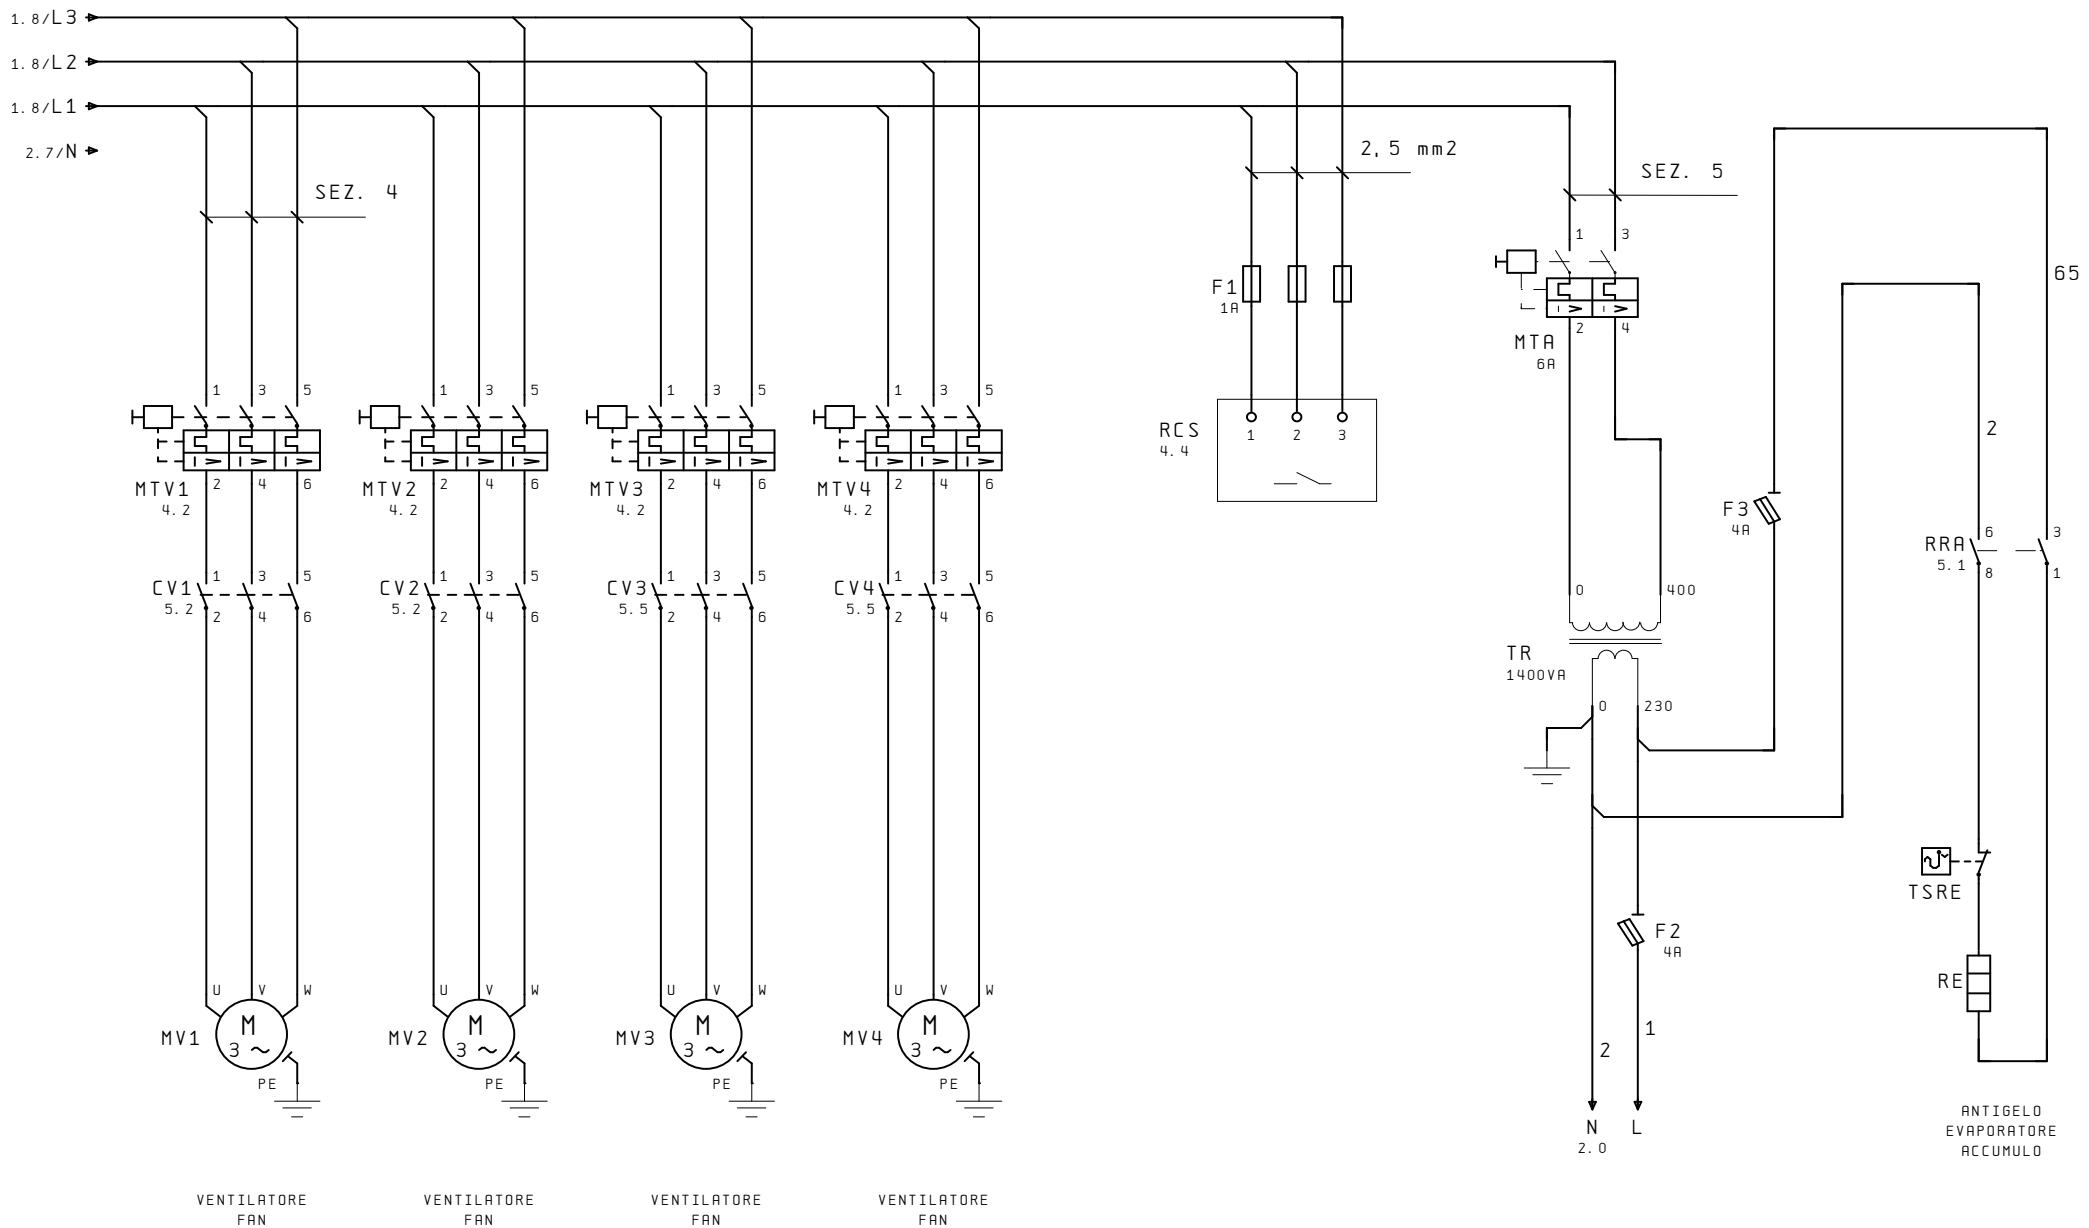 1.8/L3
1.8/L2
1.8/L1
2.7/N
SEZ. 4
2,5 mm2
SEZ. 5
1 3
65
F1
1A
2 4
MTA
6A
1 3 5
1 3 5
1 3 5
1 3 5
RCS
4.4
1 2 3
2
MTV1
4.2
2 4 6
MTV2
4.2
2 4 6
MTV3
4.2
2 4 6
MTV4
4.2
2 4 6
F3
4A
RRA
5.1
6 3
8 1
CV1
5.2
1 3 5
2 4 6
CV2
5.2
1 3 5
2 4 6
CV3
5.5
1 3 5
2 4 6
CV4
5.5
1 3 5
2 4 6
0 400
TR
1400VA
0 230
TSRE
F2
4A
RE
U V W
U V W
U V W
U V W
MV1
M
3 ~
PE
MV2
M
3 ~
PE
MV3
M
3 ~
PE
MV4
M
3 ~
PE
2
1
N L
2.0
ANTIGELO
EVAPORATORE
ACCUMULO
VENTILATORE
FAN
VENTILATORE
FAN
VENTILATORE
FAN
VENTILATORE
FAN